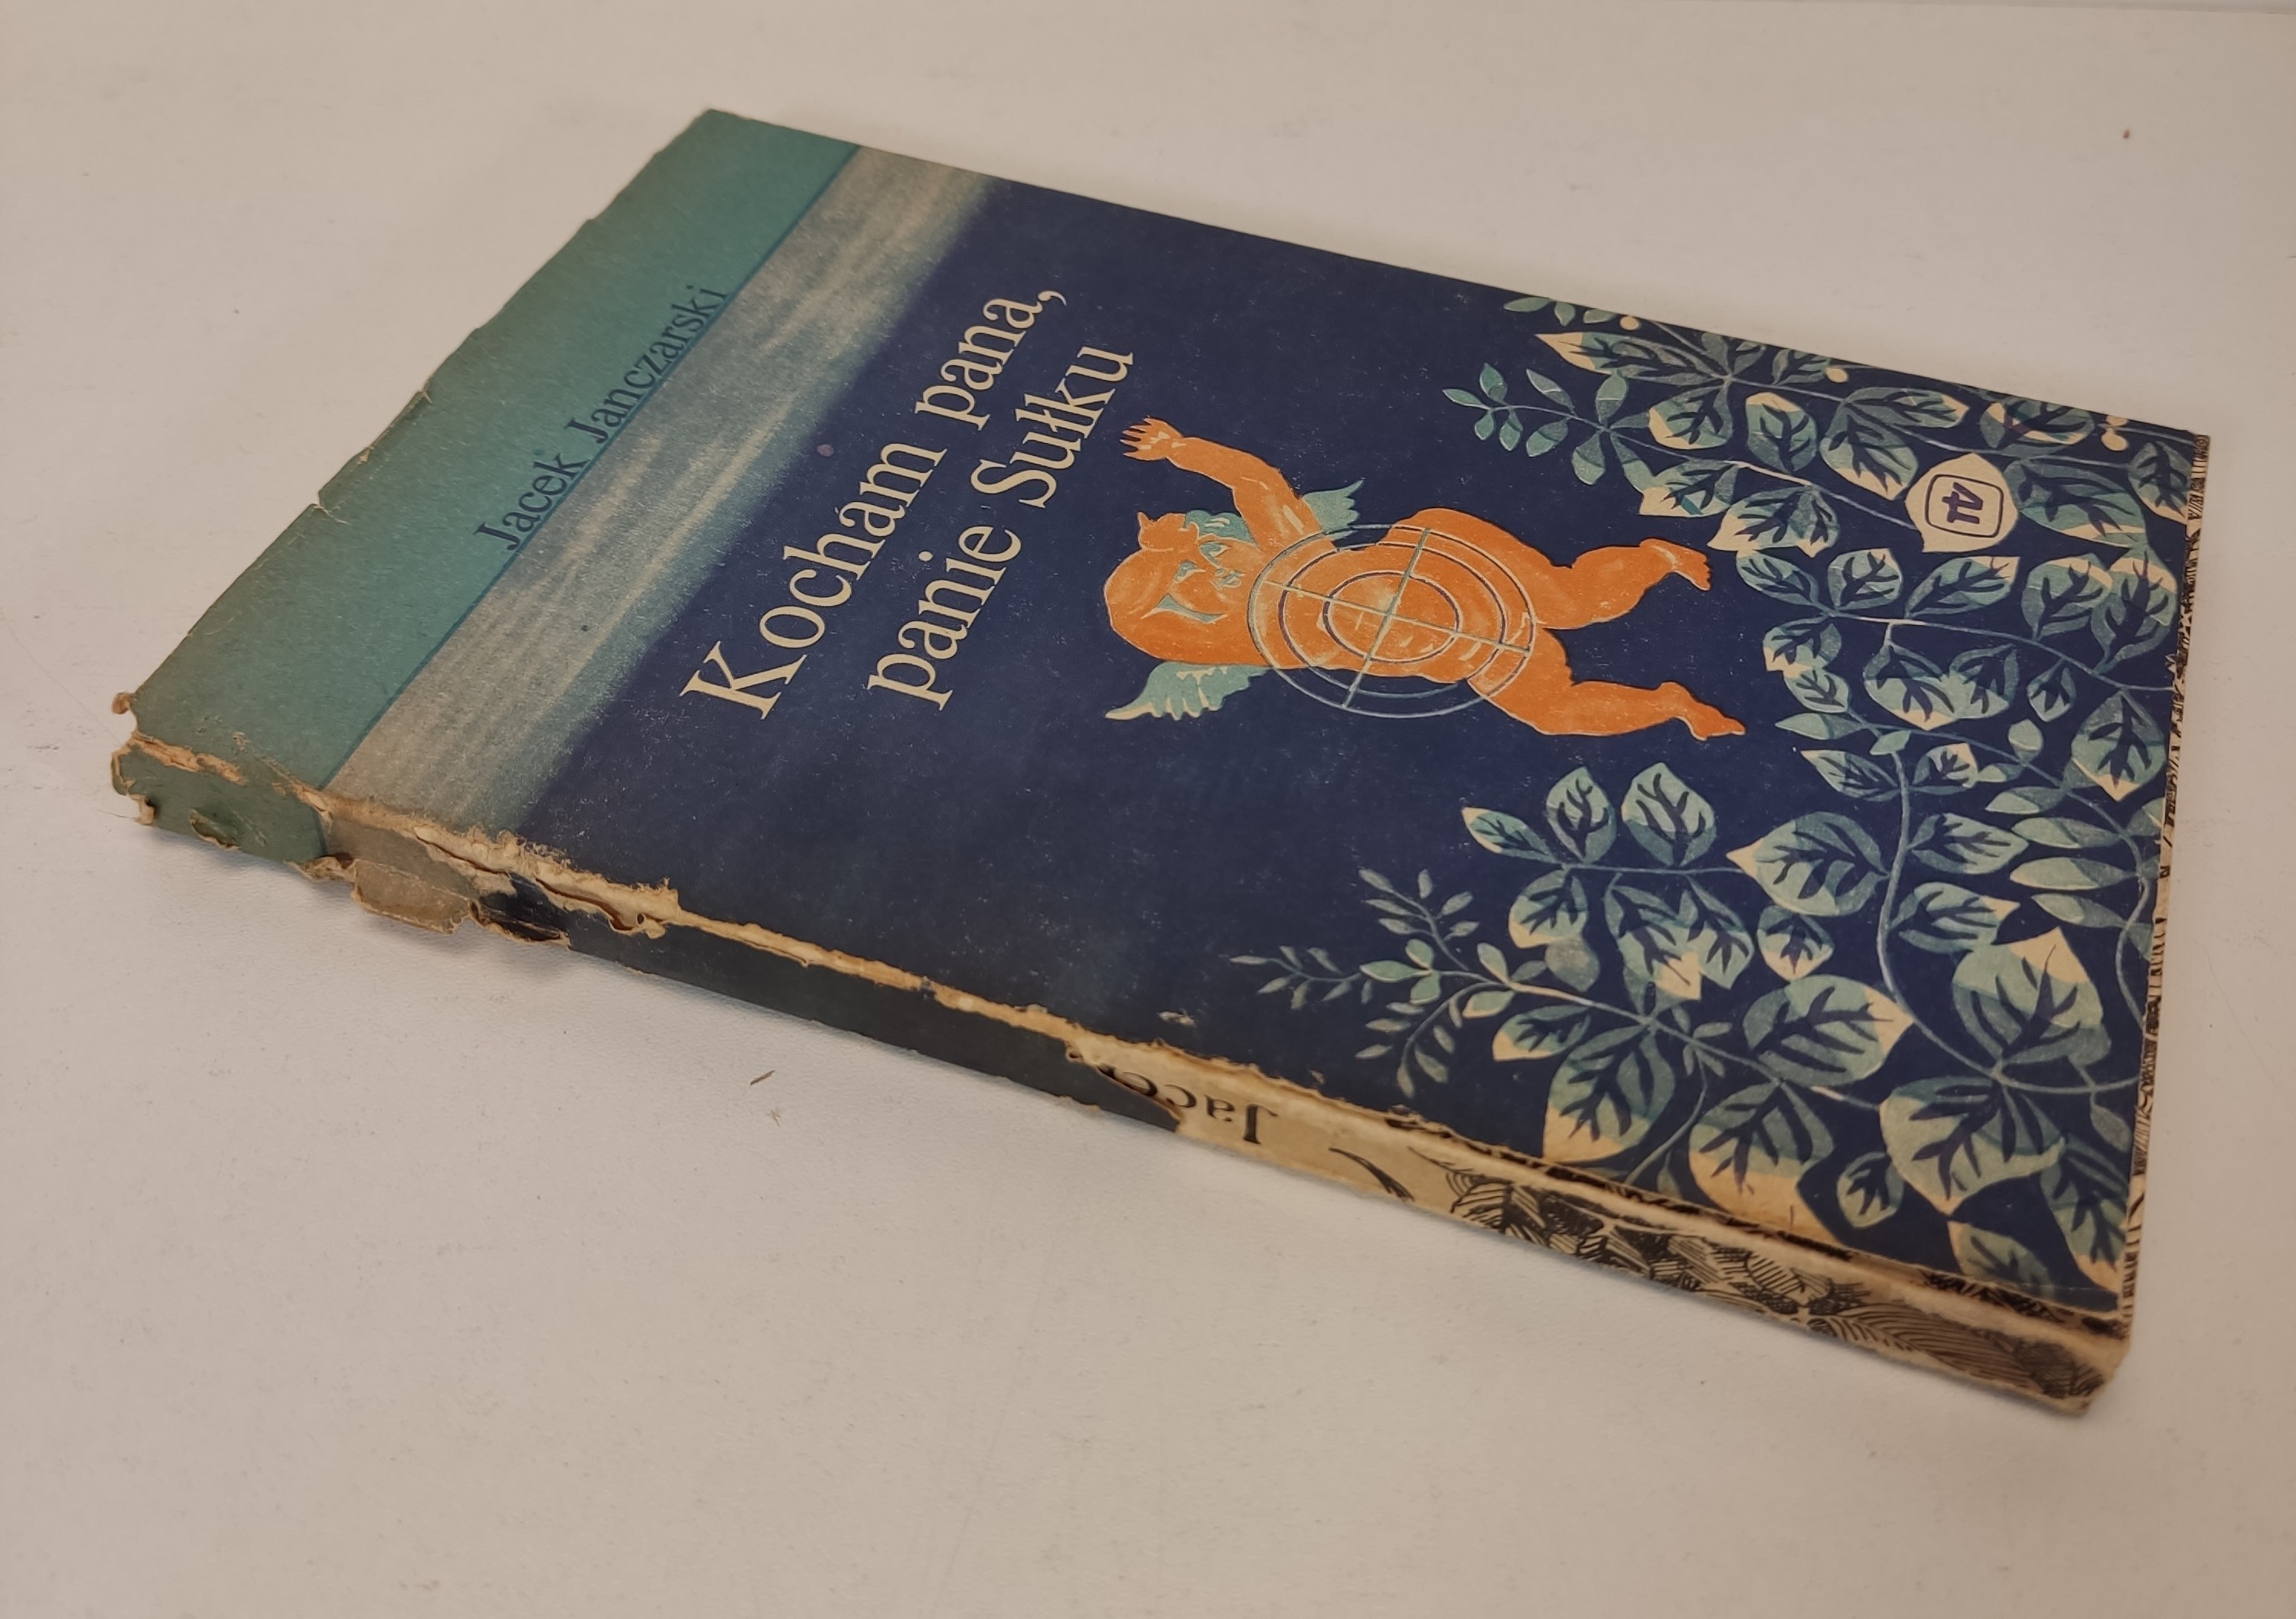 Jacek Janczarski
Kocham pana,
panie Sułku
Jace